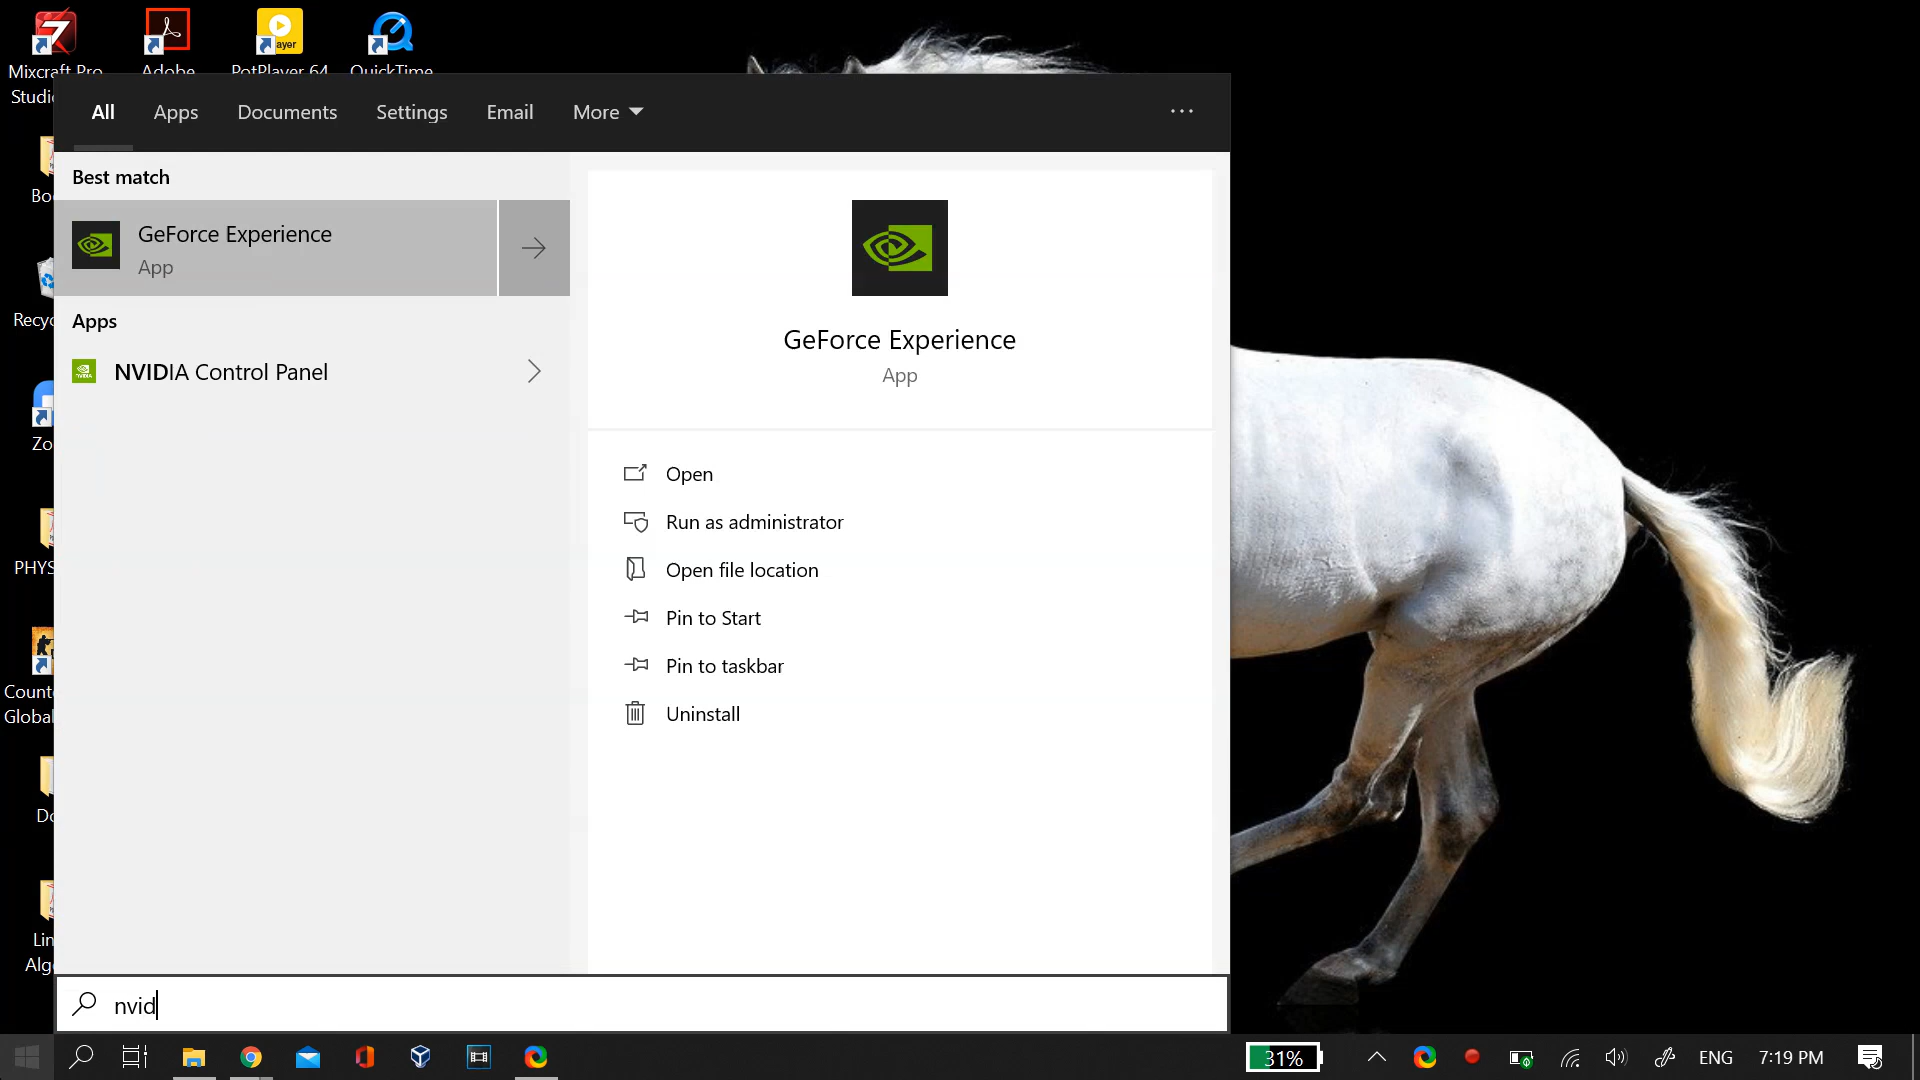 Mixcraft Pro
Adobe
PotPlayer 64
QuickTime
Studi
All
Apps
Documents
Settings
Email
More
Best match
GeForce Experience
App
Apps
NVIDIA Control Panel
GeForce Experience
App
Open
Run as administrator
Open file location
Pin to Start
Pin to taskbar
Uninstall
Bo
Recyc
Zo
PHYS
Count
Global
Do
Lin
Alg
nvid
31%
ENG
7:19 PM